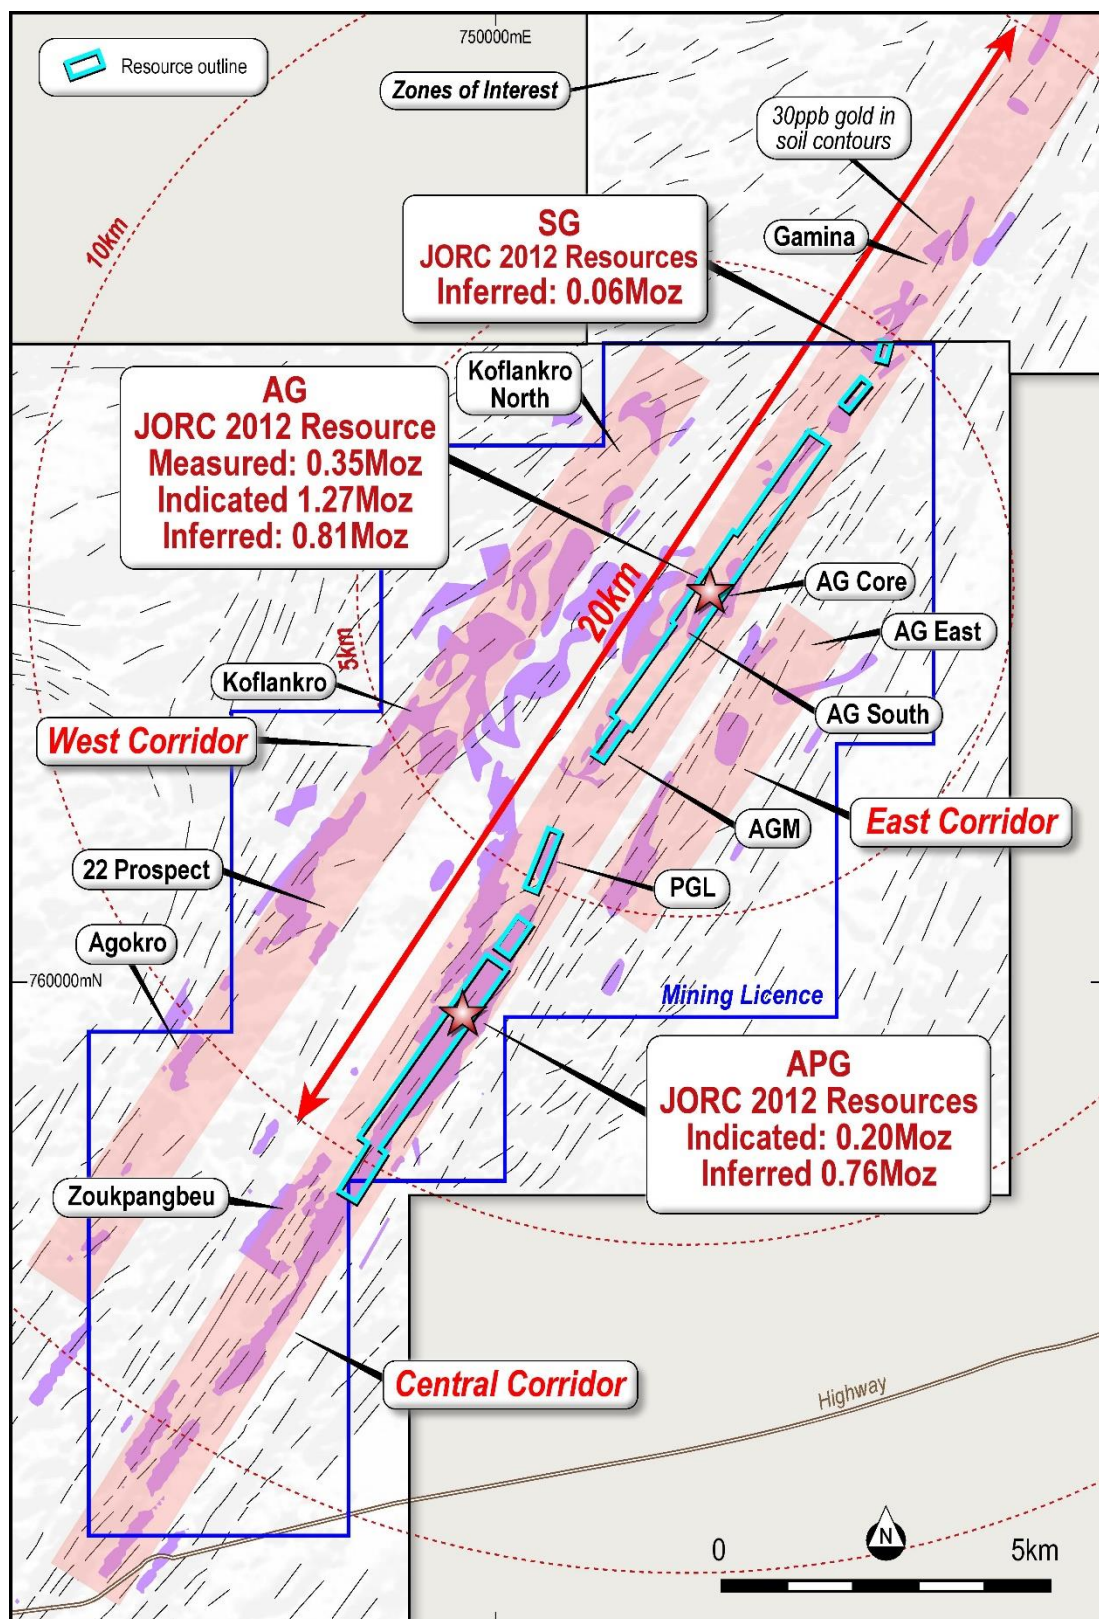 750000mE
Resource outline
Zones of Interest
30ppb gold in
soil contours
10km
SG
JORC 2012 Resources
Inferred: 0.06Moz
Gamina
Koflankro
North
AG
JORC 2012 Resource
Measured: 0.35Moz
Indicated 1.27Moz
Inferred: 0.81Moz
20km
AG Core
5km
AG East
Koflankro
AG South
West Corridor
AGM
East Corridor
22 Prospect
PGL
Agokro
760000mN
Mining Licence
APG
JORC 2012 Resources
Indicated: 0.20Moz
Inferred 0.76Moz
Zoukpangbeu
Central Corridor
Highway
N
0
5km